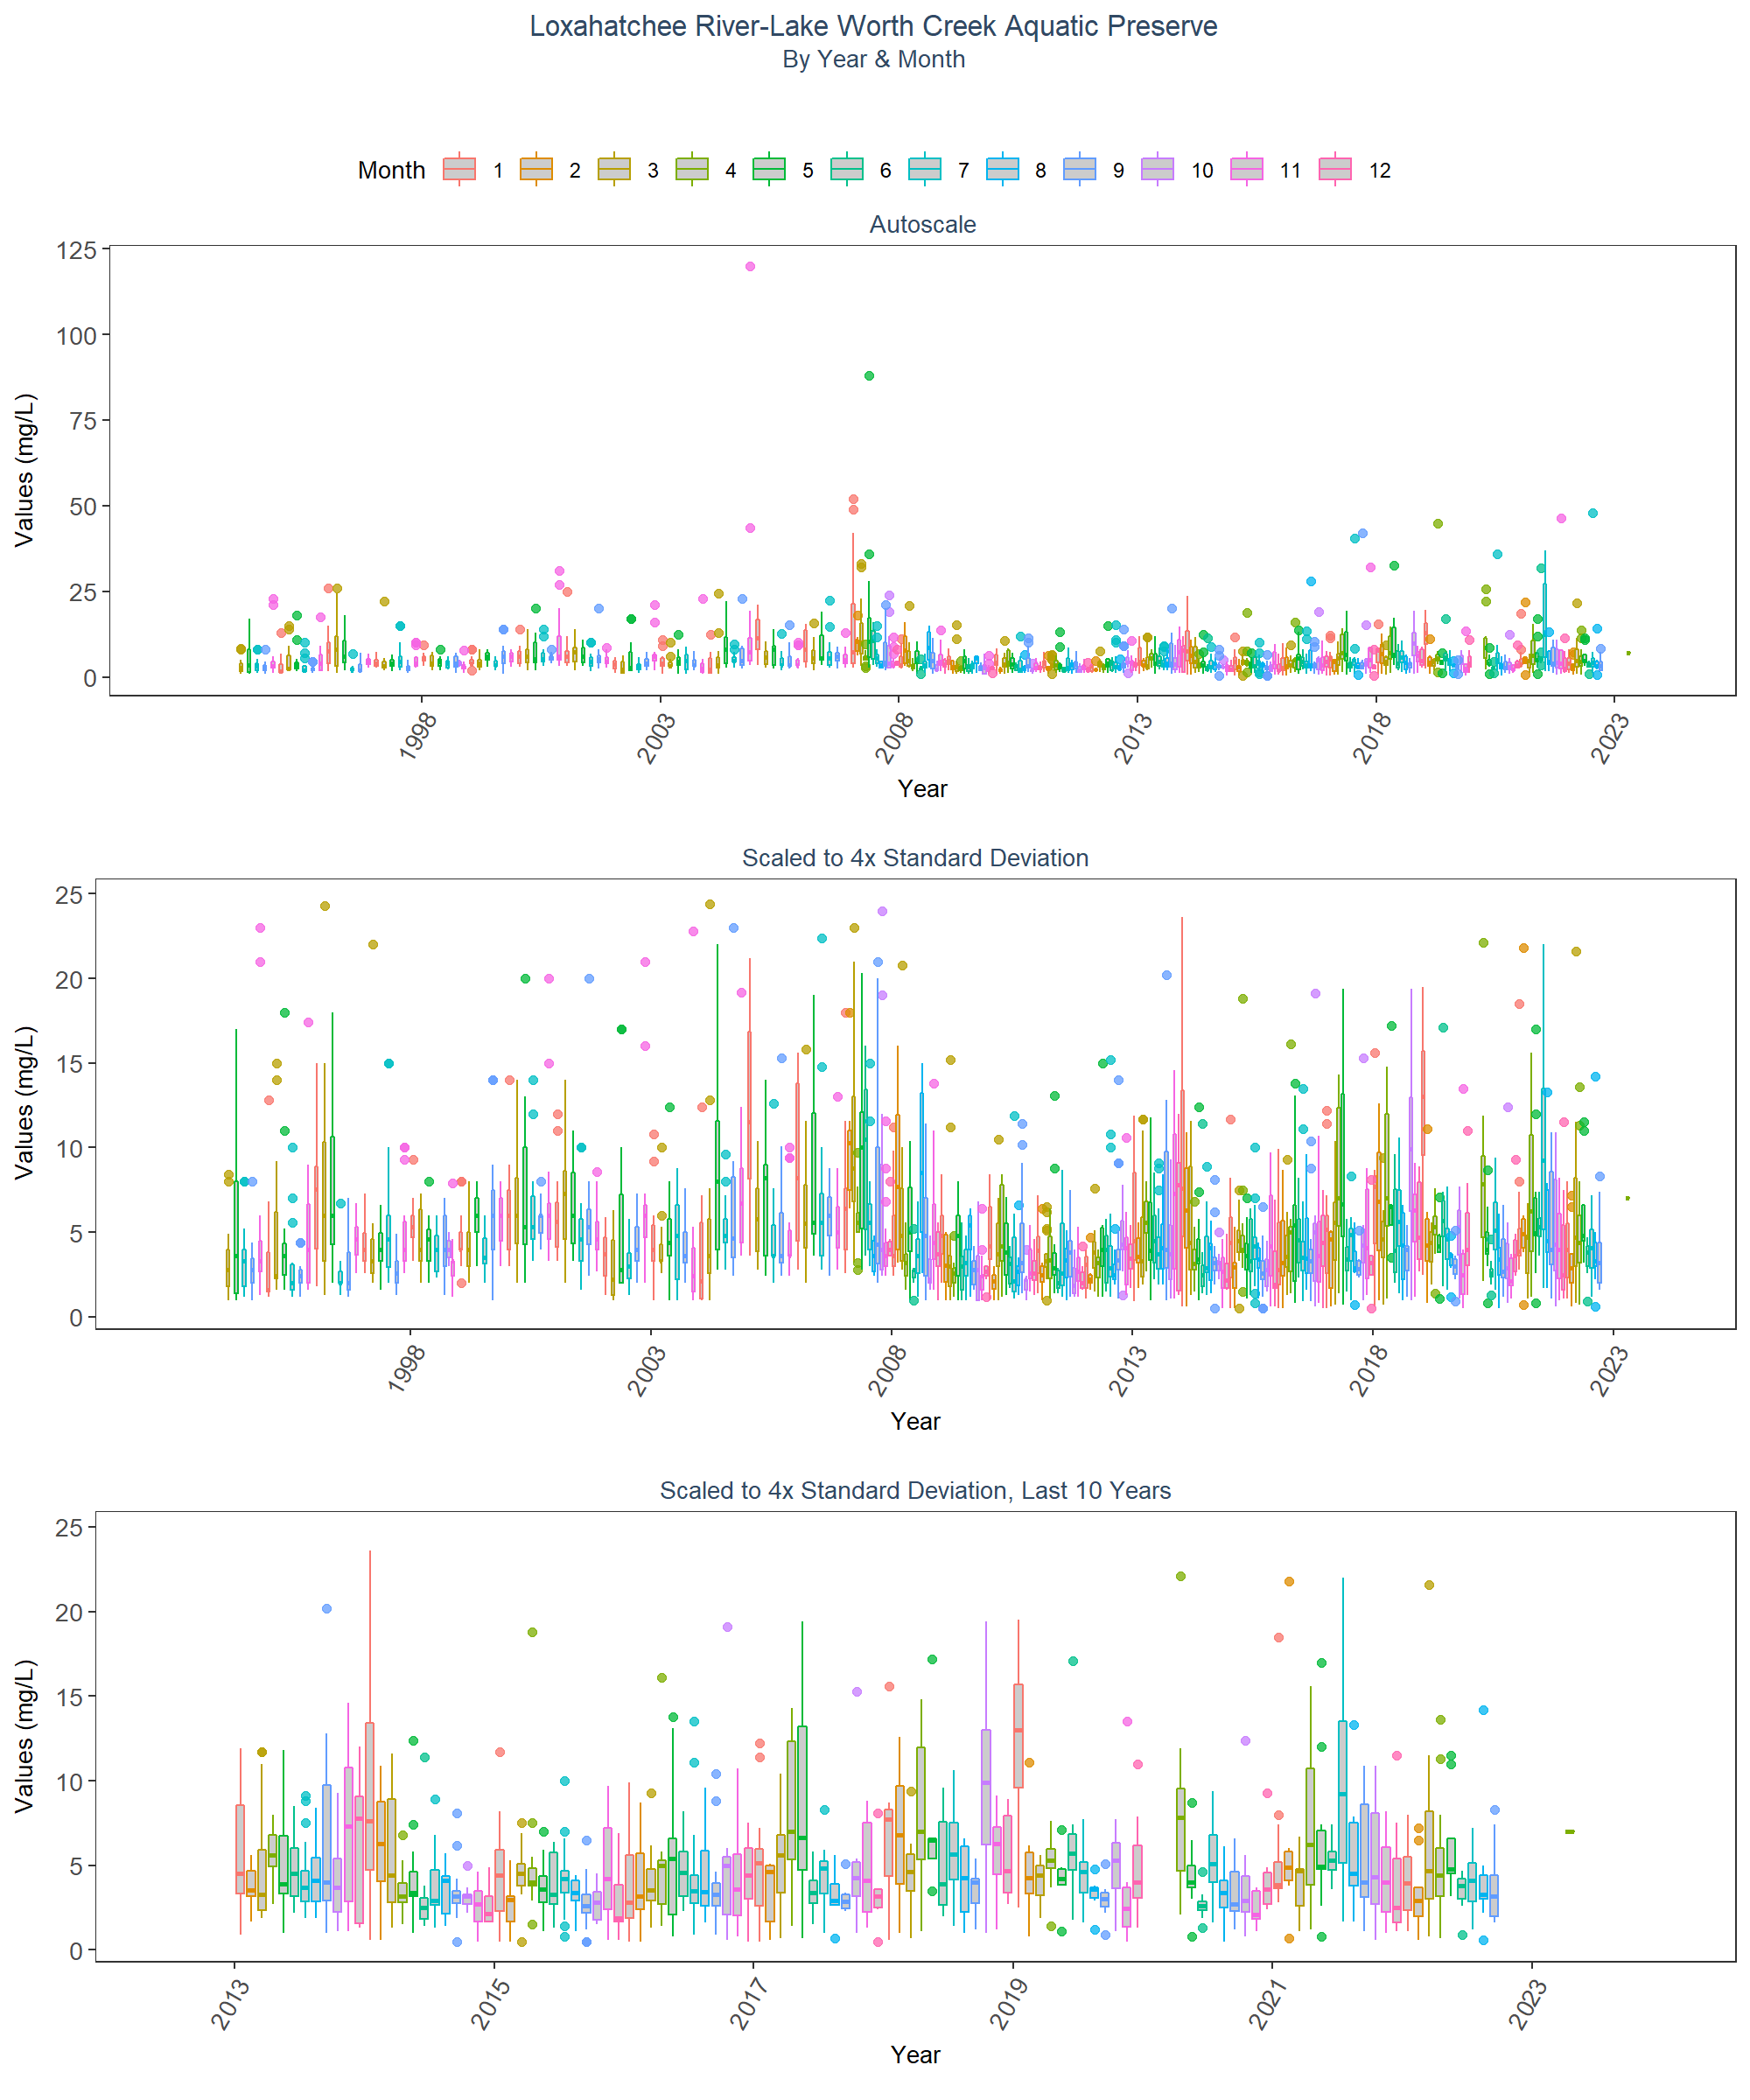 Loxahatchee River-Lake Worth Creek Aquatic Preserve
By Year & Month
Month 1 2 3 4 5 6 7 8 9 10 11 12
Autoscale
125
100
75
50
25
0
Values (mg/L)
1998 2003 2008 2013 2018 2023
Year
Scaled to 4x Standard Deviation
25
20
15
10
5
0
Values (mg/L)
1998 2003 2008 2013 2018 2023
Year
Scaled to 4x Standard Deviation, Last 10 Years
25
20
15
10
5
0
Values (mg/L)
2013 2015 2017 2019 2021 2023
Year